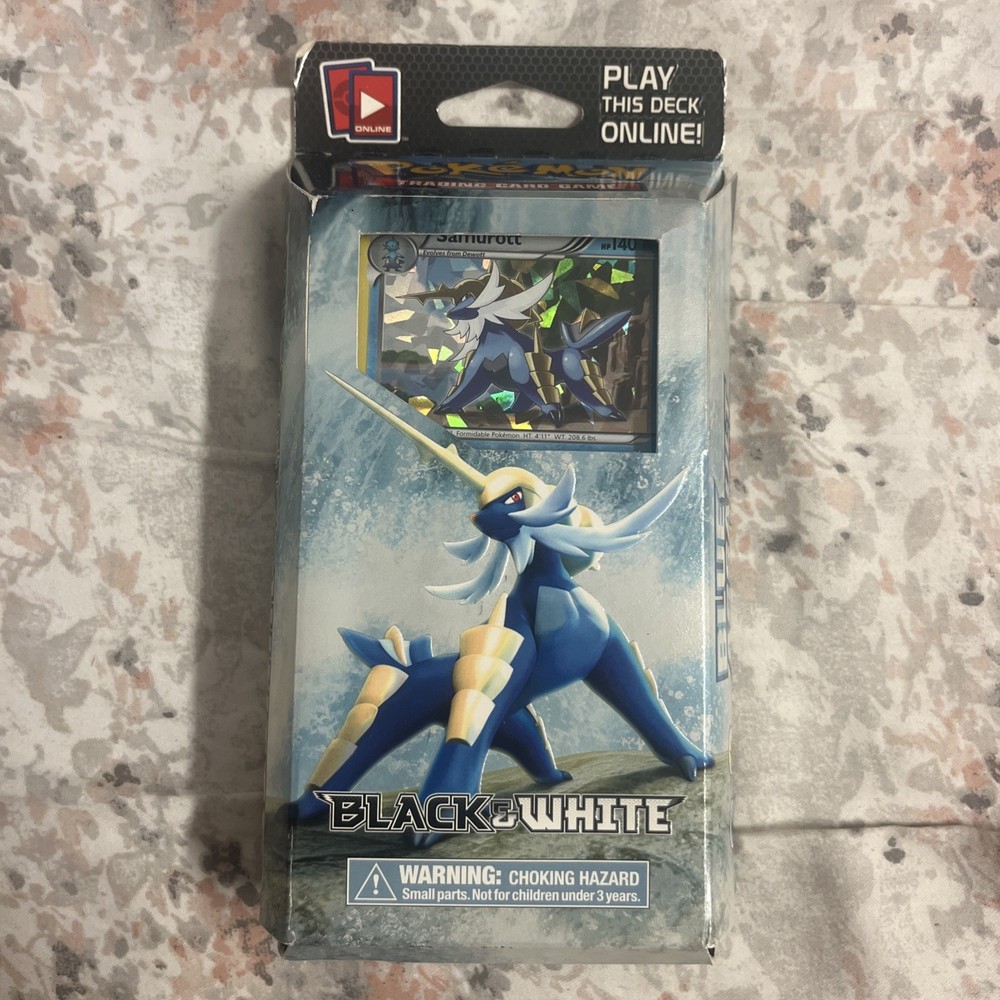 ONLINE
PLAY
THIS DECK
ONLINE!
POKÉMON
TRADING CARD GAME
Samurott
HP140
Evolves from Dewott
Formidable Pokémon. HT. 4'11" WT. 208.6 lbs.
BLACK & WHITE
WARNING: CHOKING HAZARD
Small parts. Not for children under 3 years.